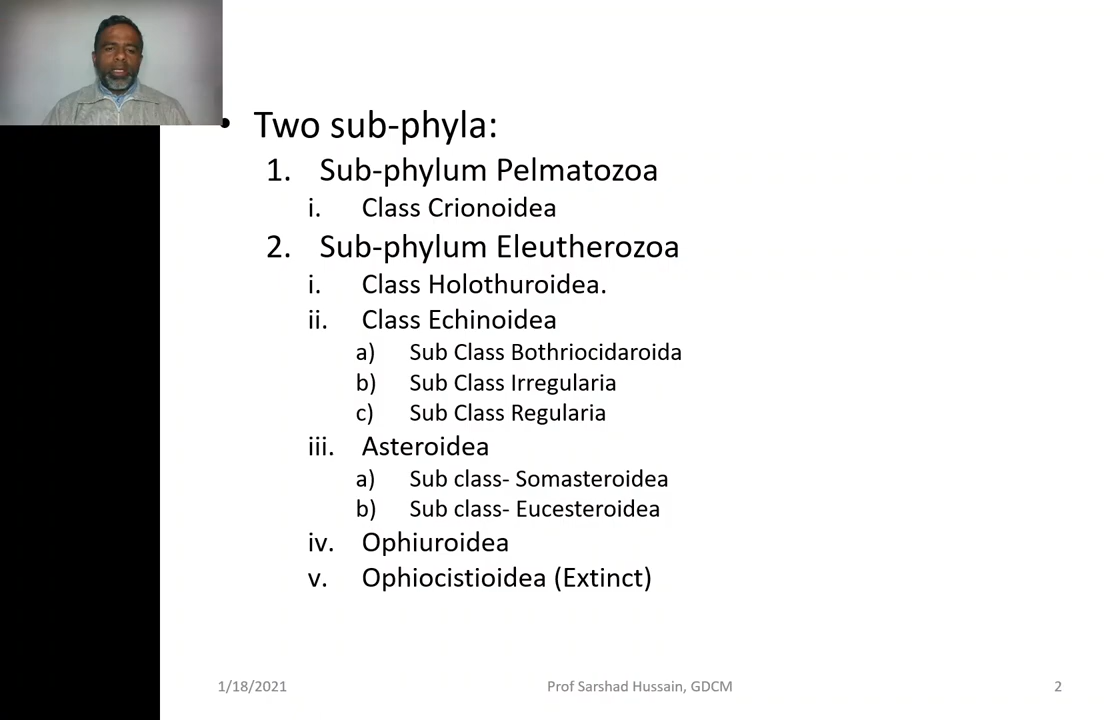 • Two sub-phyla:
1. Sub-phylum Pelmatozoa
i. Class Crionoidea
2. Sub-phylum Eleutherozoa
i. Class Holothuroidea.
ii. Class Echinoidea
a) Sub Class Bothriocidaroida
b) Sub Class Irregularia
c) Sub Class Regularia
iii. Asteroidea
a) Sub class- Somasteroidea
b) Sub class- Eucesteroidea
iv. Ophiuroidea
v. Ophiocistioidea (Extinct)
1/18/2021 Prof Sarshad Hussain, GDCM 2